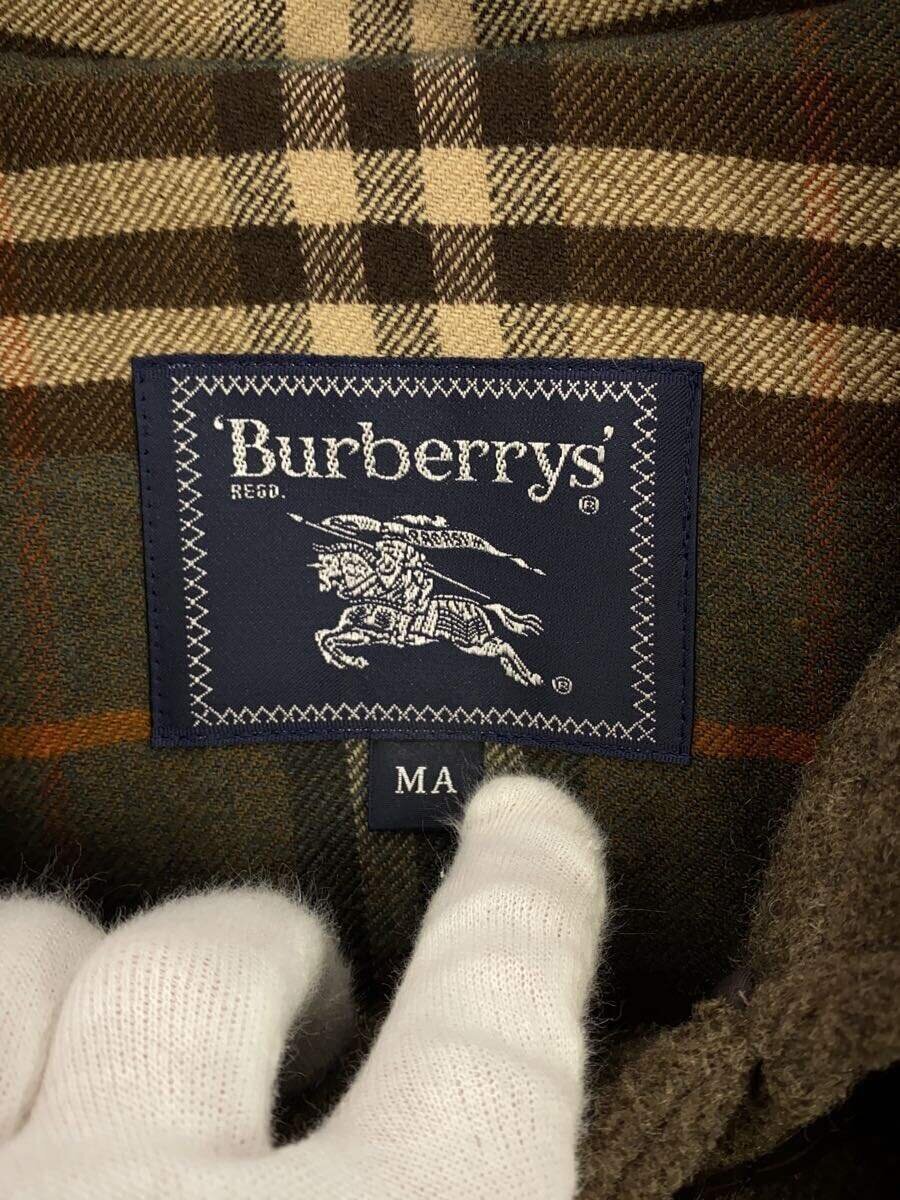 ‘Burberrys’
REGD.
®
®
MA